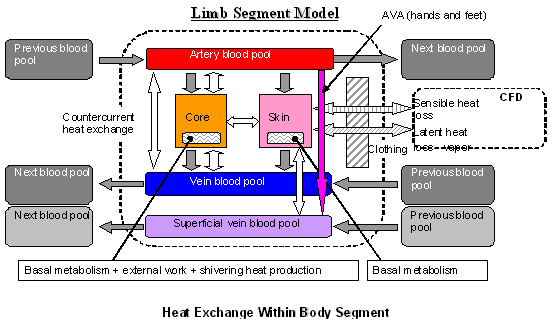 Limb Segment Model
AVA (hands and feet)
Previous blood
pool
Artery blood pool
Next blood pool
CFD
Countercurrent
heat exchange
Core
Skin
Sensible heat
loss
Latent heat
loss vapor
Clothing
Next blood pool
Vein blood pool
Previous blood
pool
Next blood pool
Superficial vein blood pool
Previous blood
pool
Basal metabolism + external work + shivering heat production
Basal metabolism
Heat Exchange Within Body Segment